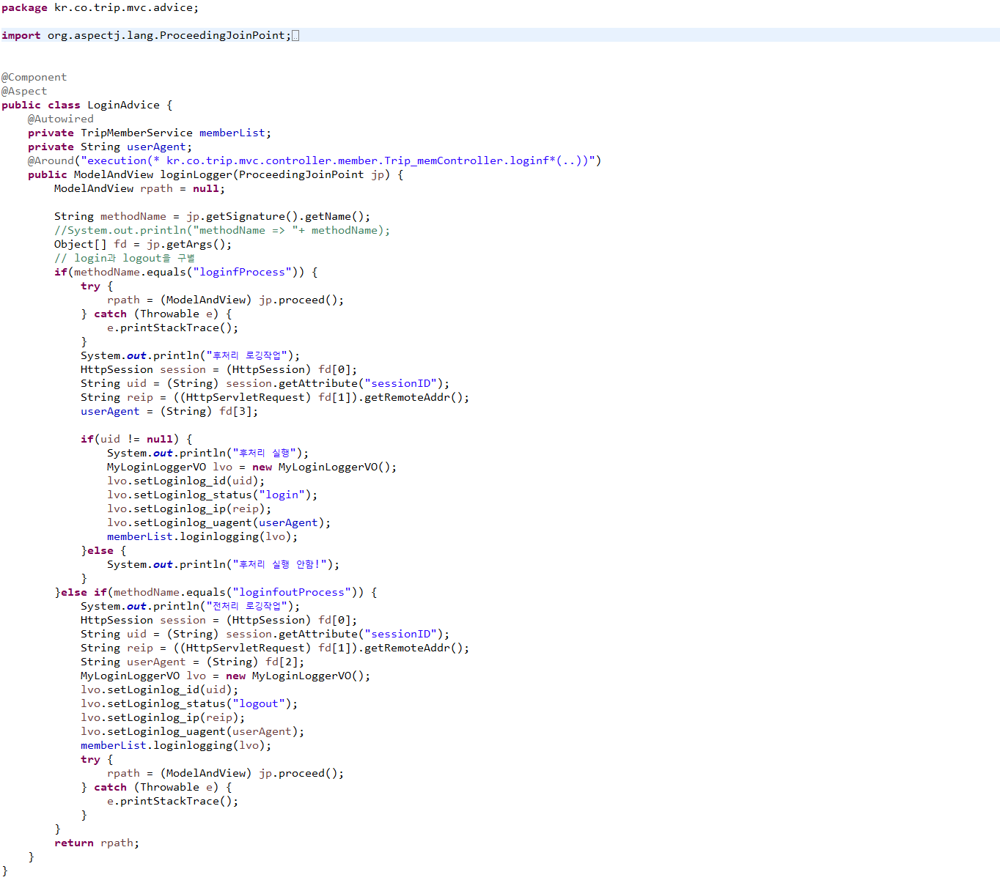 package kr.co.trip.mvc.advice;
import org.aspectj.lang.ProceedingJoinPoint;
@Component
@Aspect
public class LoginAdvice {
@Autowired
private TripMemberService memberList;
private String userAgent;
@Around("execution(* kr.co.trip.mvc.controller.member.Trip_memController.loginf*(..))")
public ModelAndView loginLogger(ProceedingJoinPoint jp) {
ModelAndView rpath = null;
String methodName = jp.getSignature().getName();
//System.out.println("methodName => "+ methodName);
Object[] fd = jp.getArgs();
// login과 logout을 구별
if(methodName.equals("loginfProcess")) {
try {
rpath = (ModelAndView) jp.proceed();
} catch (Throwable e) {
e.printStackTrace();
}
System.out.println("후처리 로깅작업");
HttpSession session = (HttpSession) fd[0];
String uid = (String) session.getAttribute("sessionID");
String reip = ((HttpServletRequest) fd[1]).getRemoteAddr();
userAgent = (String) fd[3];
if(uid != null) {
System.out.println("후처리 실행");
MyLoginLoggerVO lvo = new MyLoginLoggerVO();
lvo.setLoginlog_id(uid);
lvo.setLoginlog_status("login");
lvo.setLoginlog_ip(reip);
lvo.setLoginlog_uagent(userAgent);
memberList.loginlogging(lvo);
}else {
System.out.println("후처리 실행 안함!");
}
}else if(methodName.equals("loginfoutProcess")) {
System.out.println("전처리 로깅작업");
HttpSession session = (HttpSession) fd[0];
String uid = (String) session.getAttribute("sessionID");
String reip = ((HttpServletRequest) fd[1]).getRemoteAddr();
String userAgent = (String) fd[2];
MyLoginLoggerVO lvo = new MyLoginLoggerVO();
lvo.setLoginlog_id(uid);
lvo.setLoginlog_status("logout");
lvo.setLoginlog_ip(reip);
lvo.setLoginlog_uagent(userAgent);
memberList.loginlogging(lvo);
try {
rpath = (ModelAndView) jp.proceed();
} catch (Throwable e) {
e.printStackTrace();
}
}
return rpath;
}
}